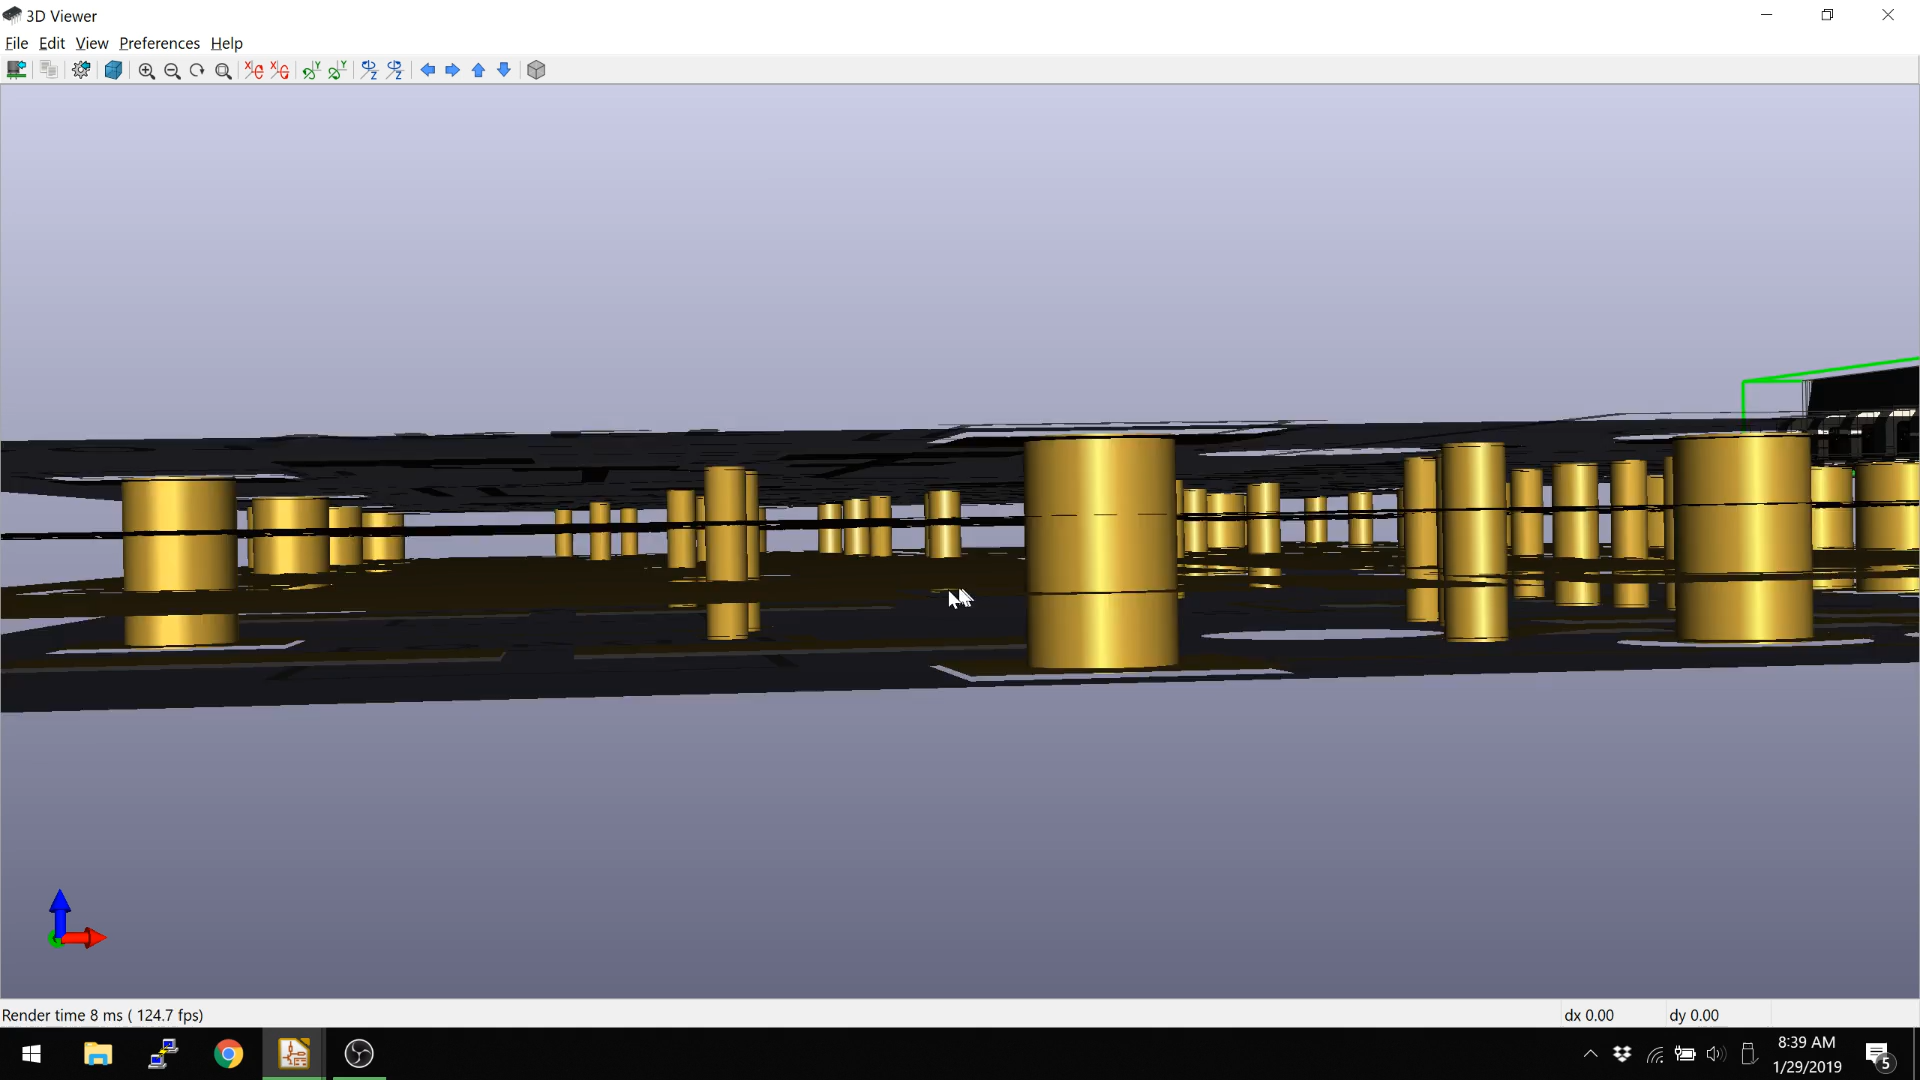 3D Viewer
File Edit View Preferences Help
X X Y Y Z Z
Render time 8 ms ( 124.7 fps)
dx 0.00
dy 0.00
8:39 AM
1/29/2019
5